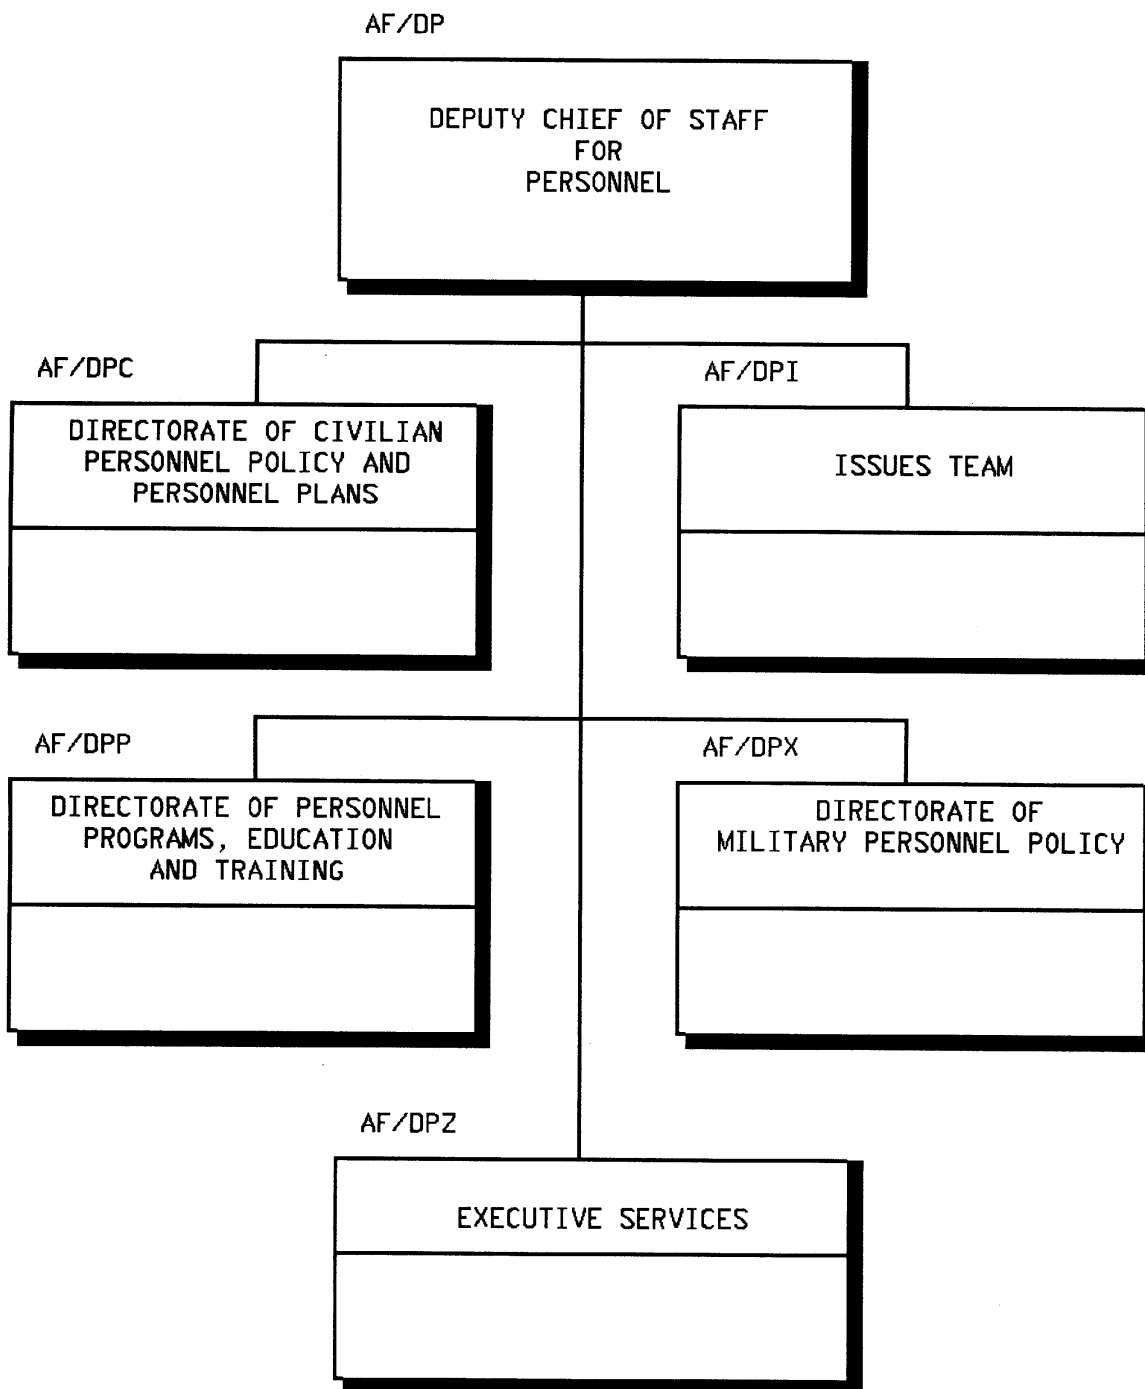 AF/DP
DEPUTY CHIEF OF STAFF
FOR
PERSONNEL
AF/DPC
DIRECTORATE OF CIVILIAN
PERSONNEL POLICY AND
PERSONNEL PLANS
AF/DPI
ISSUES TEAM
AF/DPP
DIRECTORATE OF PERSONNEL
PROGRAMS, EDUCATION
AND TRAINING
AF/DPX
DIRECTORATE OF
MILITARY PERSONNEL POLICY
AF/DPZ
EXECUTIVE SERVICES